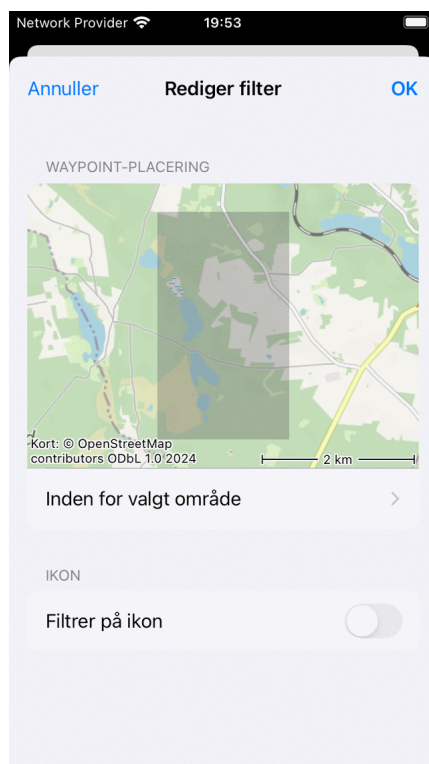 Network Provider 19:53
Annuller Rediger filter OK
WAYPOINT-PLACERING
Kort: © OpenStreetMap
contributors ODbL 1.0 2024 2 km
Inden for valgt område
IKON
Filtrer på ikon